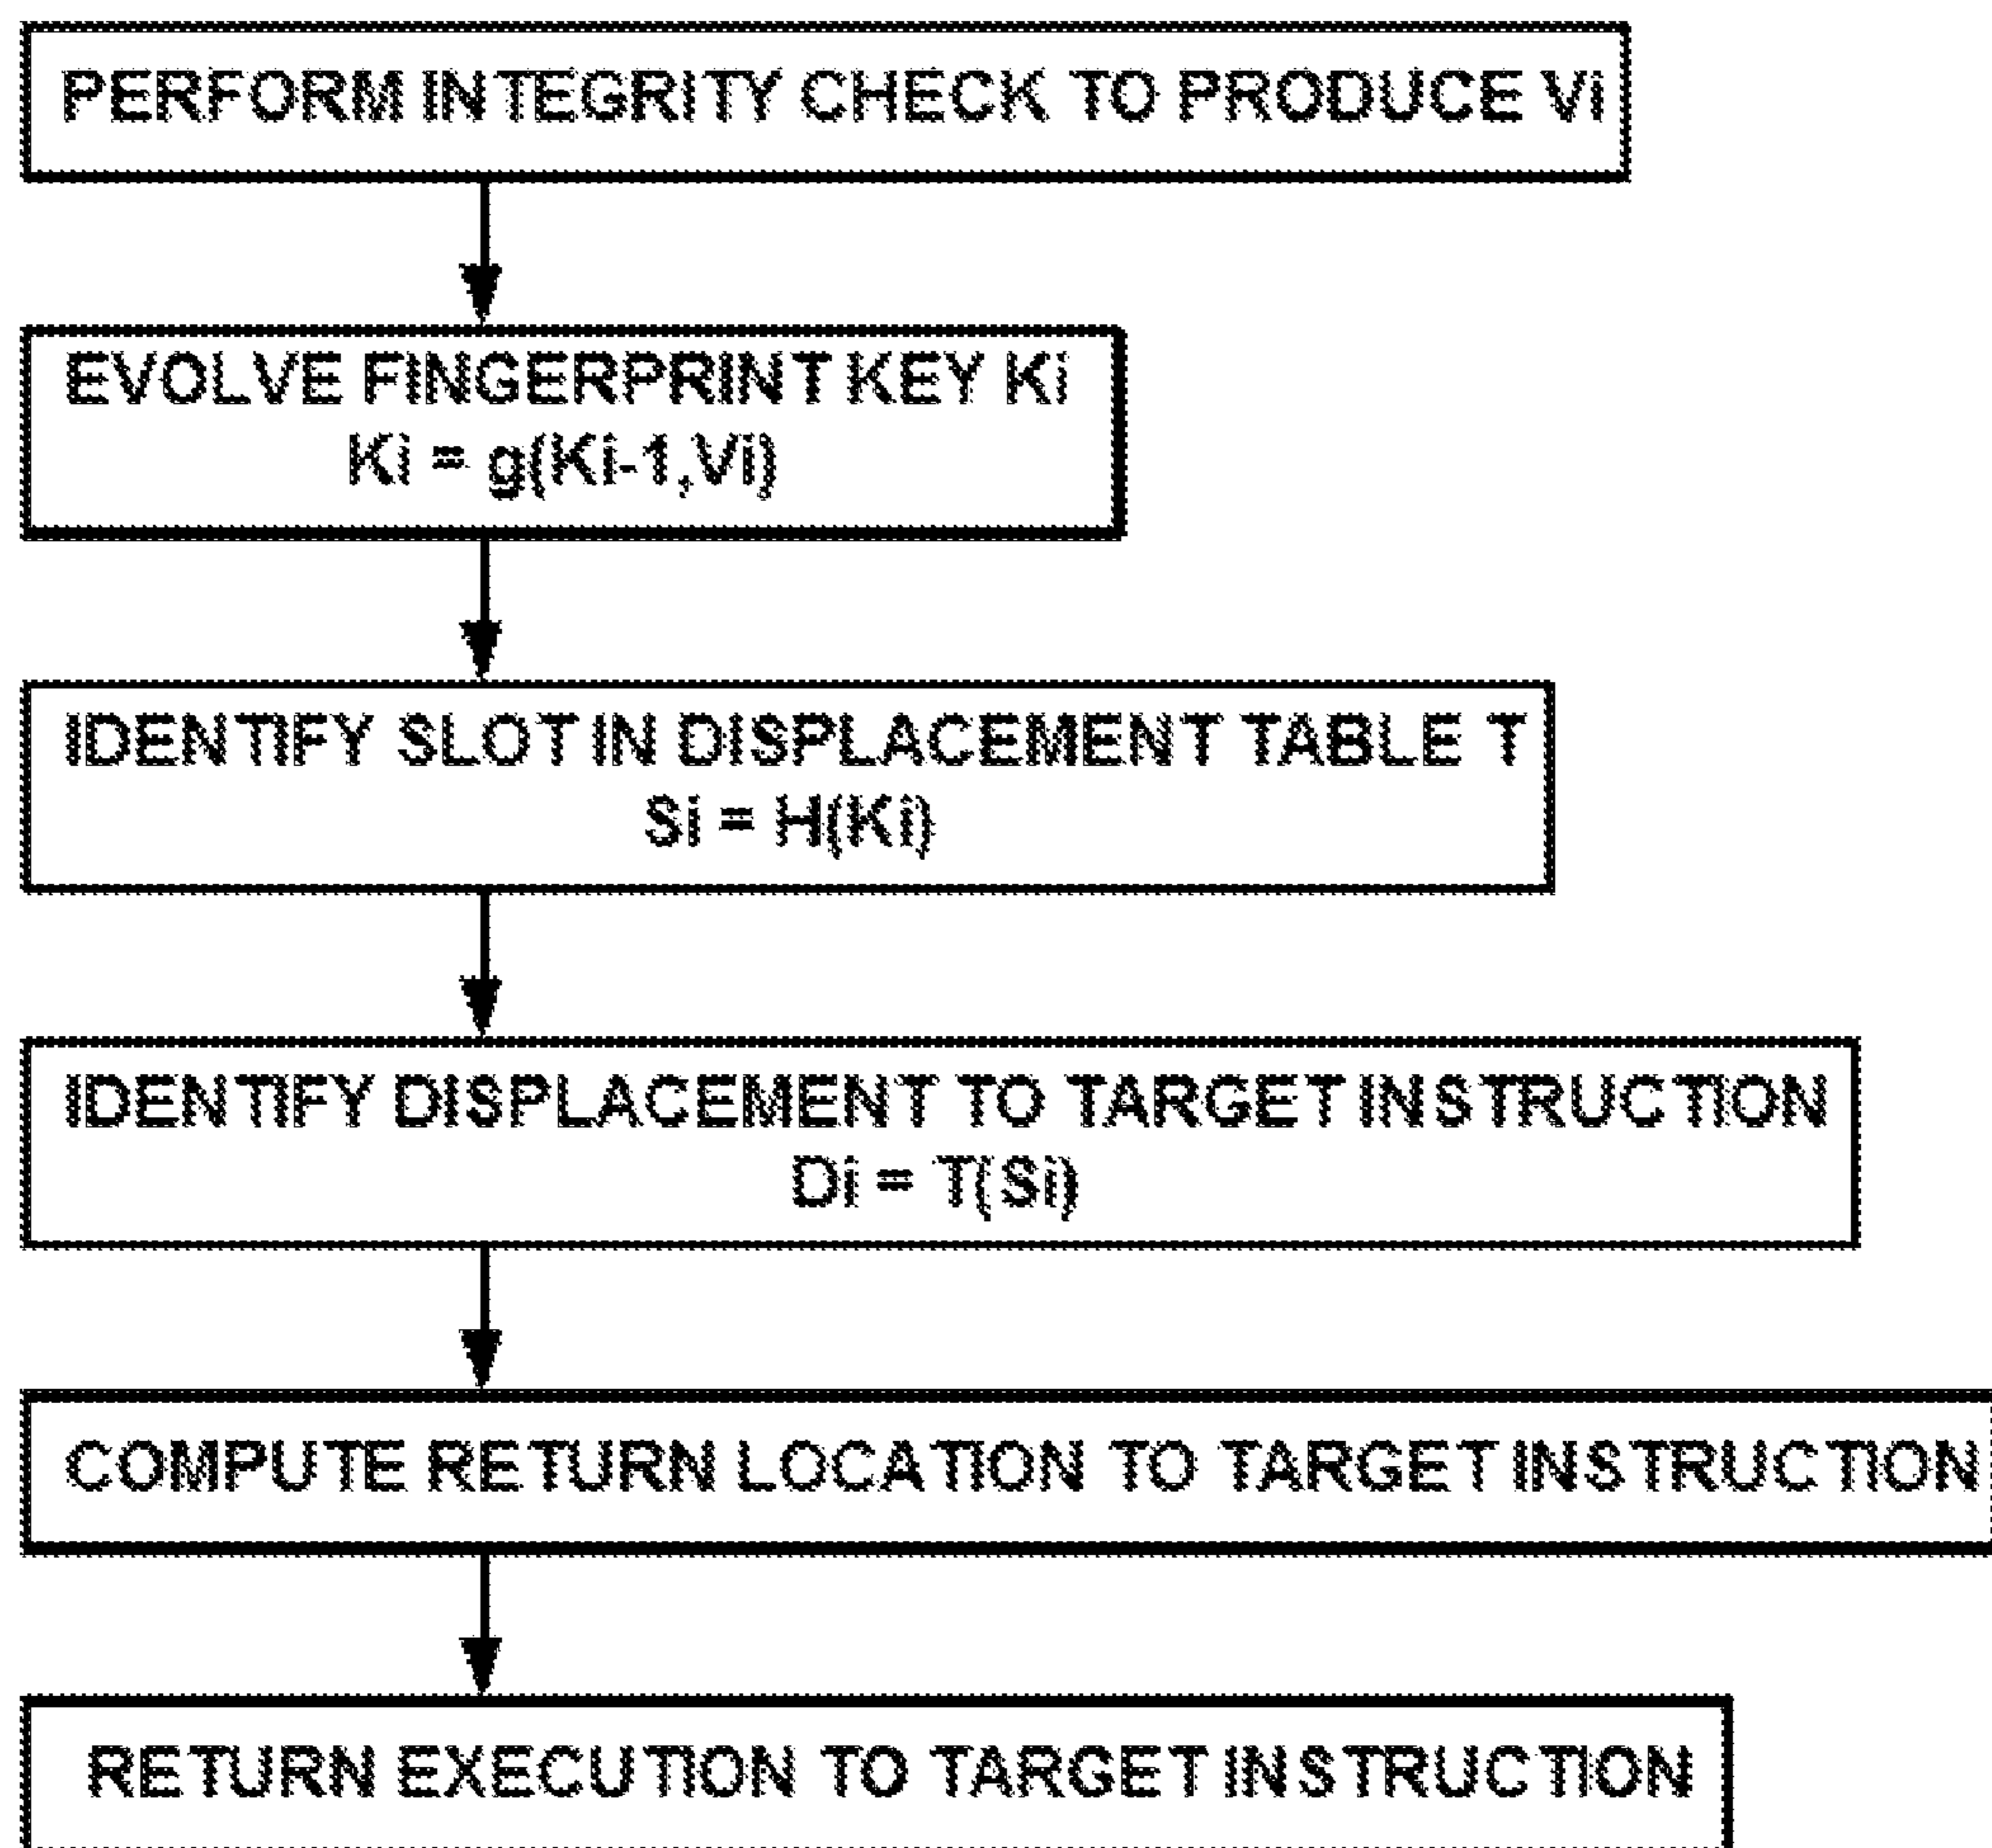 PERFORM INTEGRITY CHECK TO PRODUCE Vi
EVOLVE FINGERPRINT KEY Ki
Ki = g(Ki-1,Vi)
IDENTIFY SLOT IN DISPLACEMENT TABLE T
Si = H(Ki)
IDENTIFY DISPLACEMENT TO TARGET INSTRUCTION
Di = T(Si)
COMPUTE RETURN LOCATION TO TARGET INSTRUCTION
RETURN EXECUTION TO TARGET INSTRUCTION